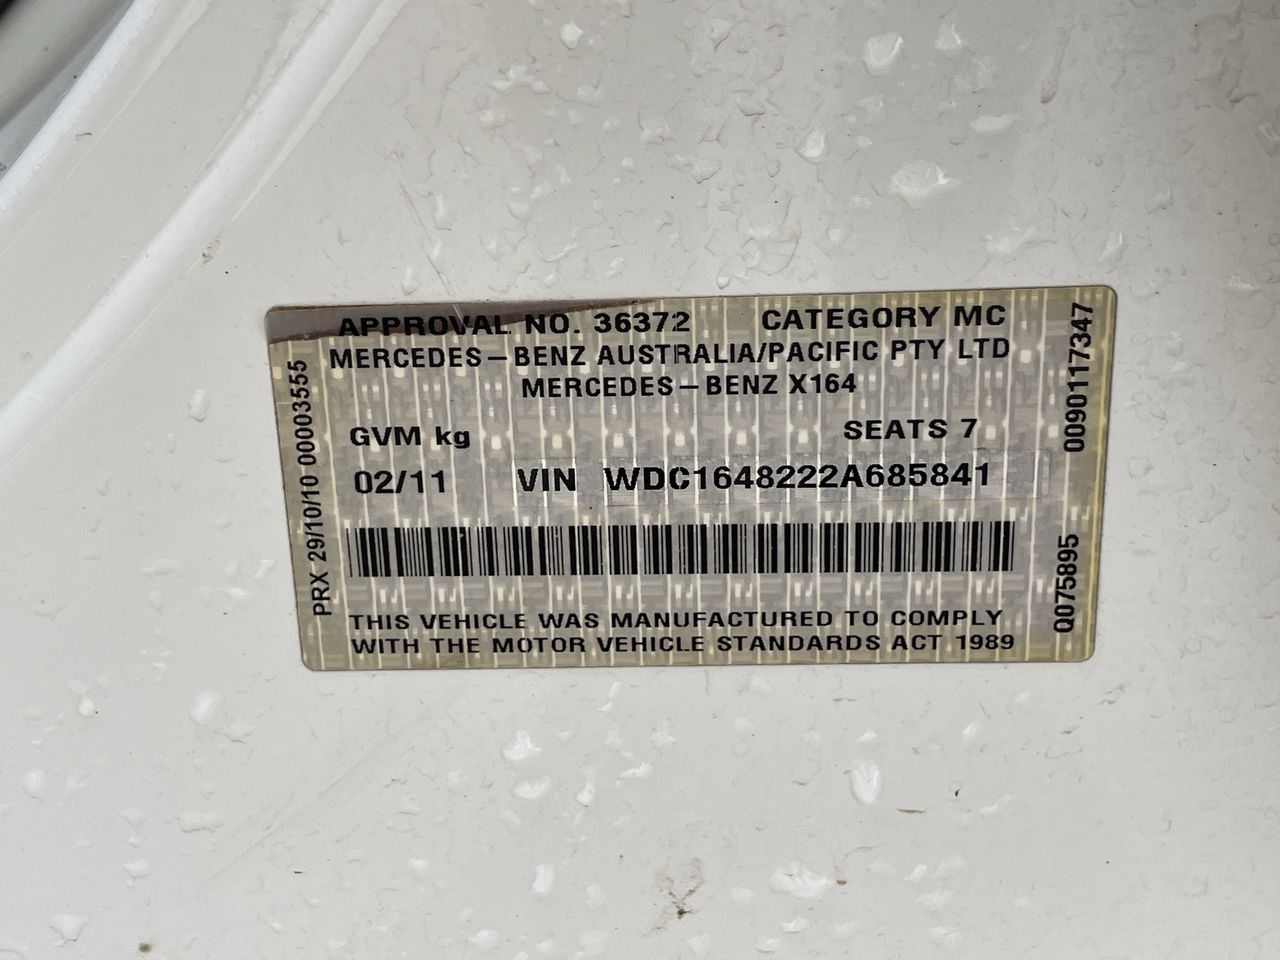 APPROVAL NO. 36372 CATEGORY MC
MERCEDES-BENZ AUSTRALIA/PACIFIC PTY LTD
MERCEDES-BENZ X164
GVM kg SEATS 7
02/11 VIN WDC1648222A685841
THIS VEHICLE WAS MANUFACTURED TO COMPLY
WITH THE MOTOR VEHICLE STANDARDS ACT 1989
PRX 29/10/10 00003555
0090117347
Q075895